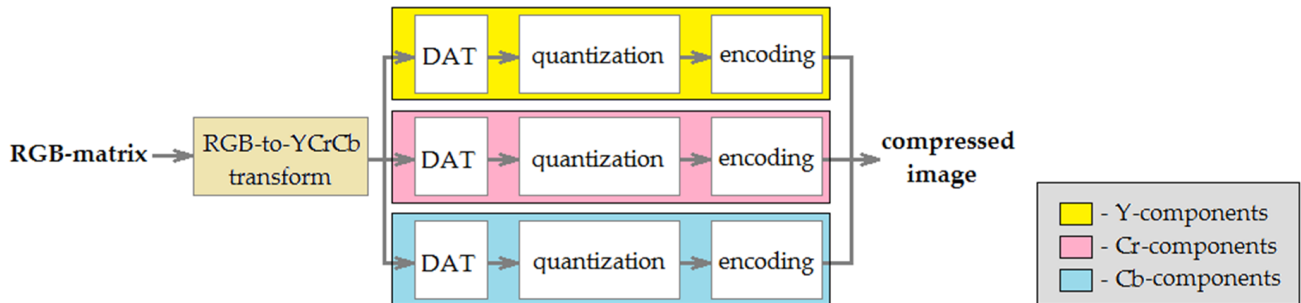 RGB-matrix
RGB-to-YCrCb
transform
DAT quantization encoding
DAT quantization encoding
DAT quantization encoding
compressed
image
- Y-components
- Cr-components
- Cb-components